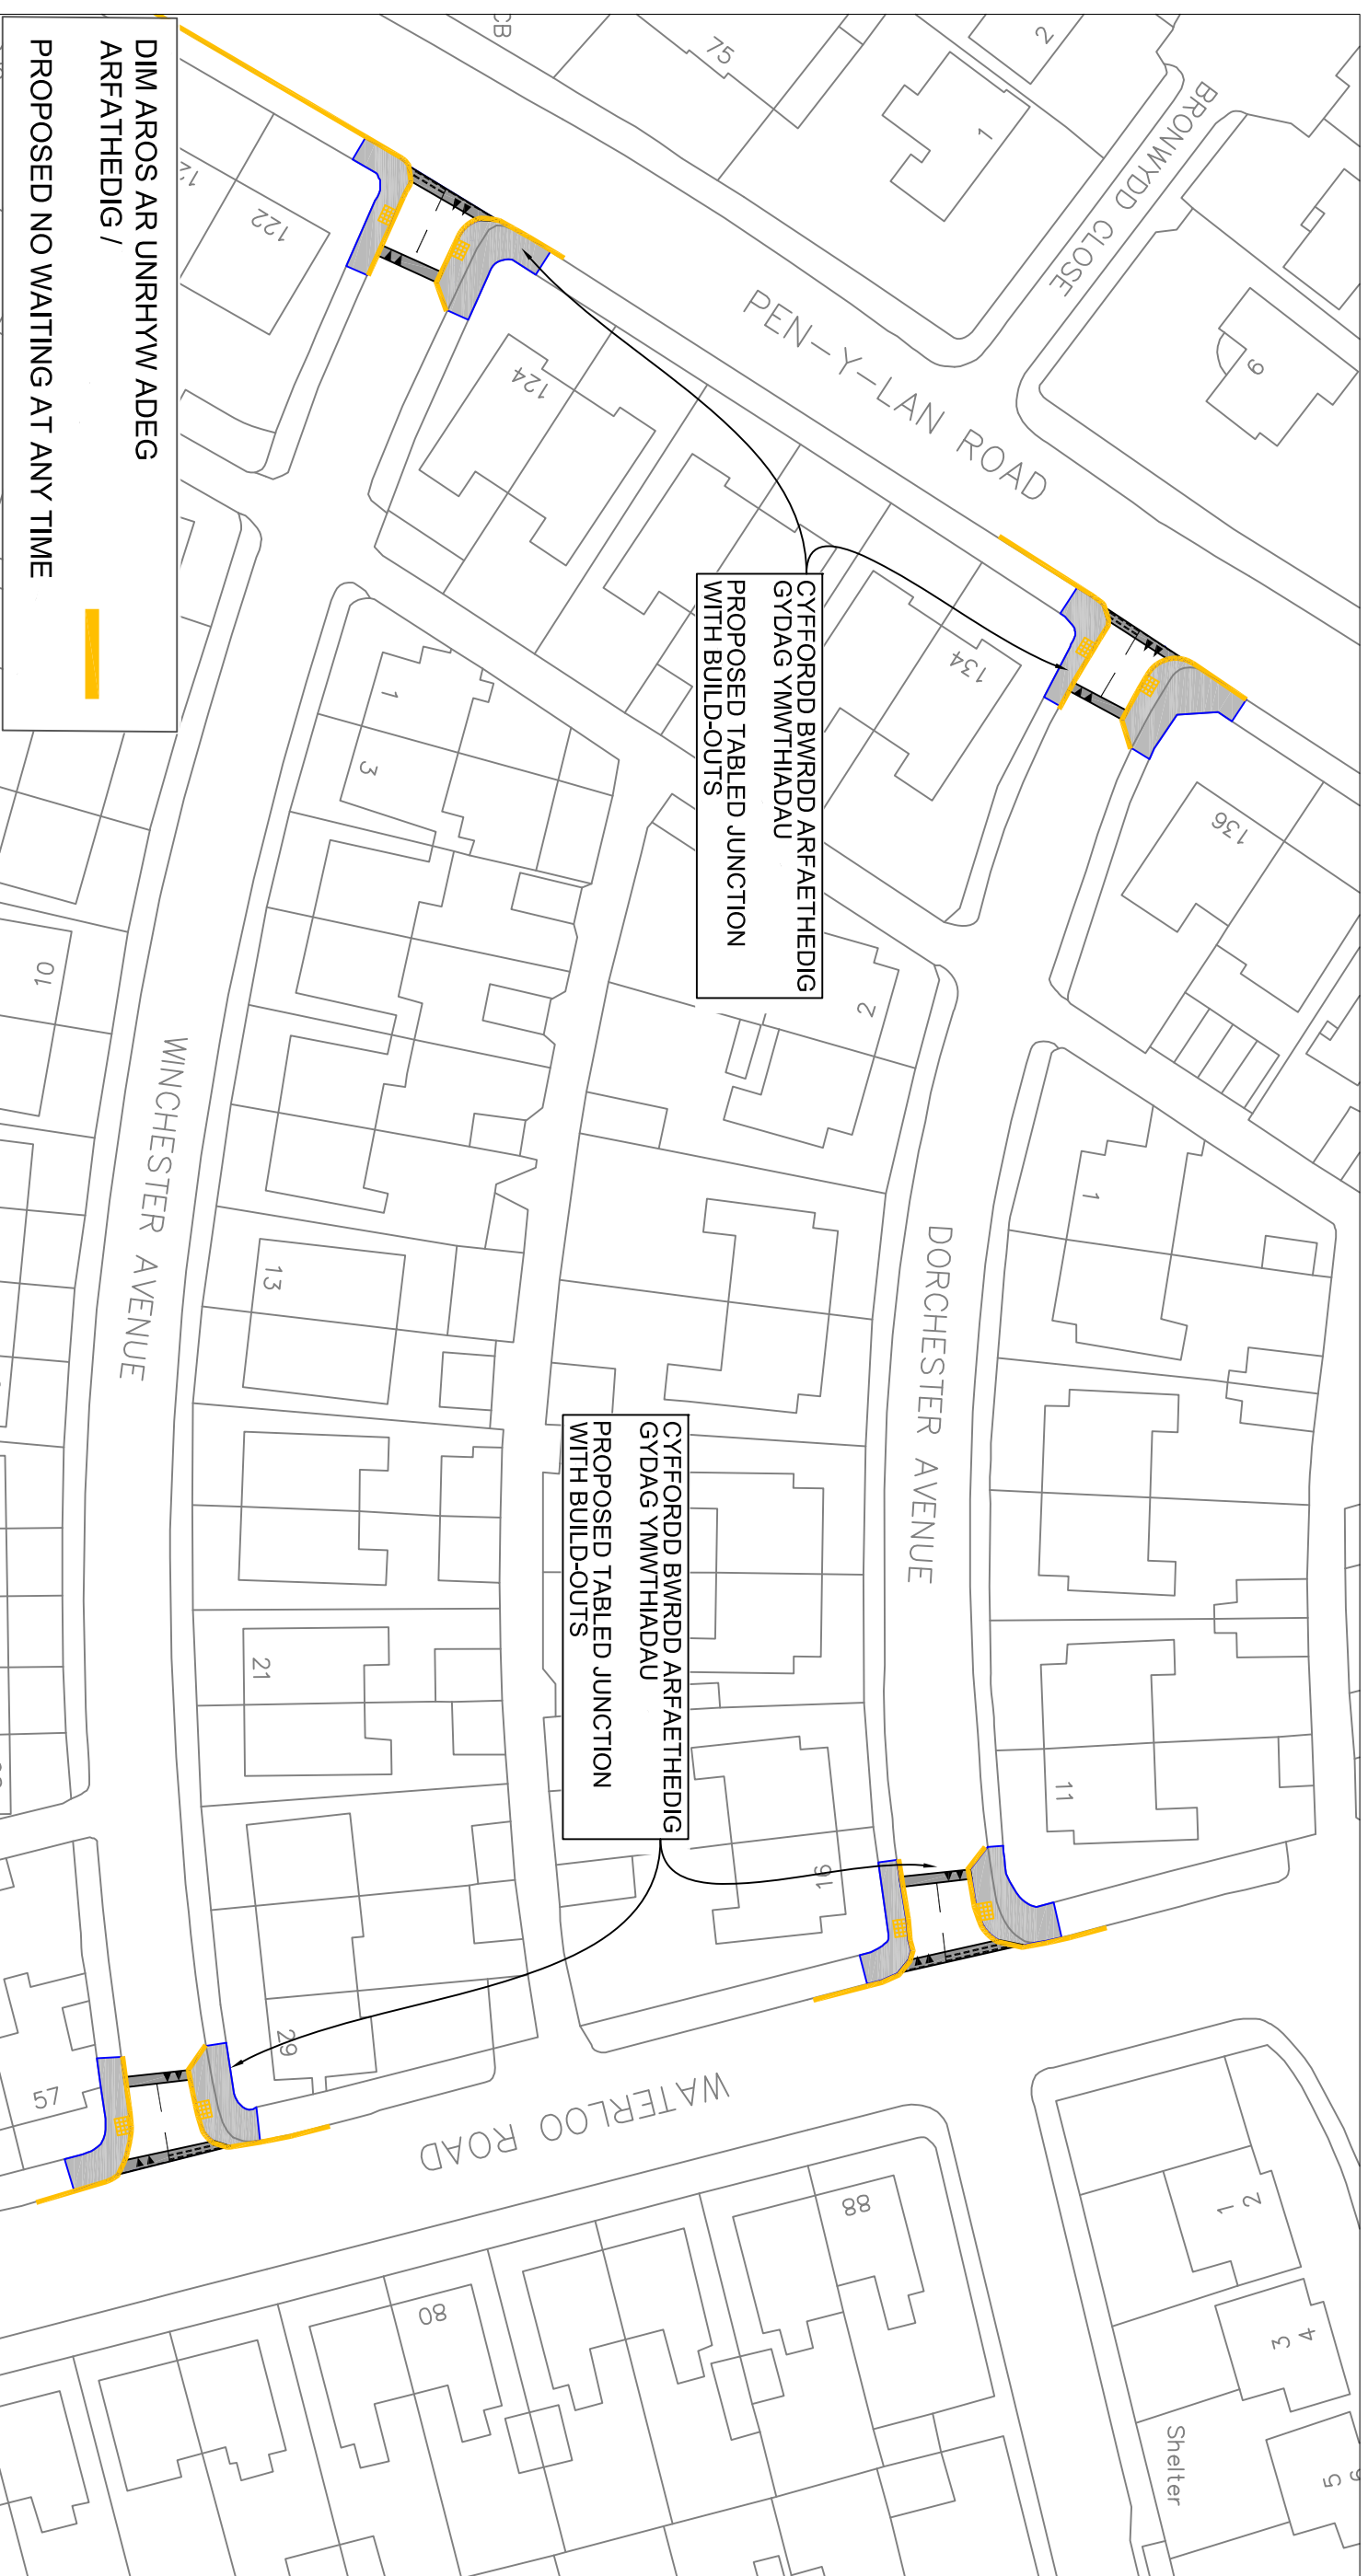 DIM AROS AR UNRHYW ADEG
ARFATHEDIG /
PROPOSED NO WAITING AT ANY TIME
CYFFORDD BWRDD ARFAETHEDIG
GYDAG YMWTHIADAU
PROPOSED TABLED JUNCTION
WITH BUILD-OUTS
CYFFORDD BWRDD ARFAETHEDIG
GYDAG YMWTHIADAU
PROPOSED TABLED JUNCTION
WITH BUILD-OUTS
BRONWYDD CLOSE
PEN-Y-LAN ROAD
DORCHESTER AVENUE
WINCHESTER AVENUE
WATERLOO ROAD
Shelter
CB
75
2
1
9
122
124
134
136
1
3
2
1
10
13
21
11
16
29
57
88
80
1
2
3
4
5